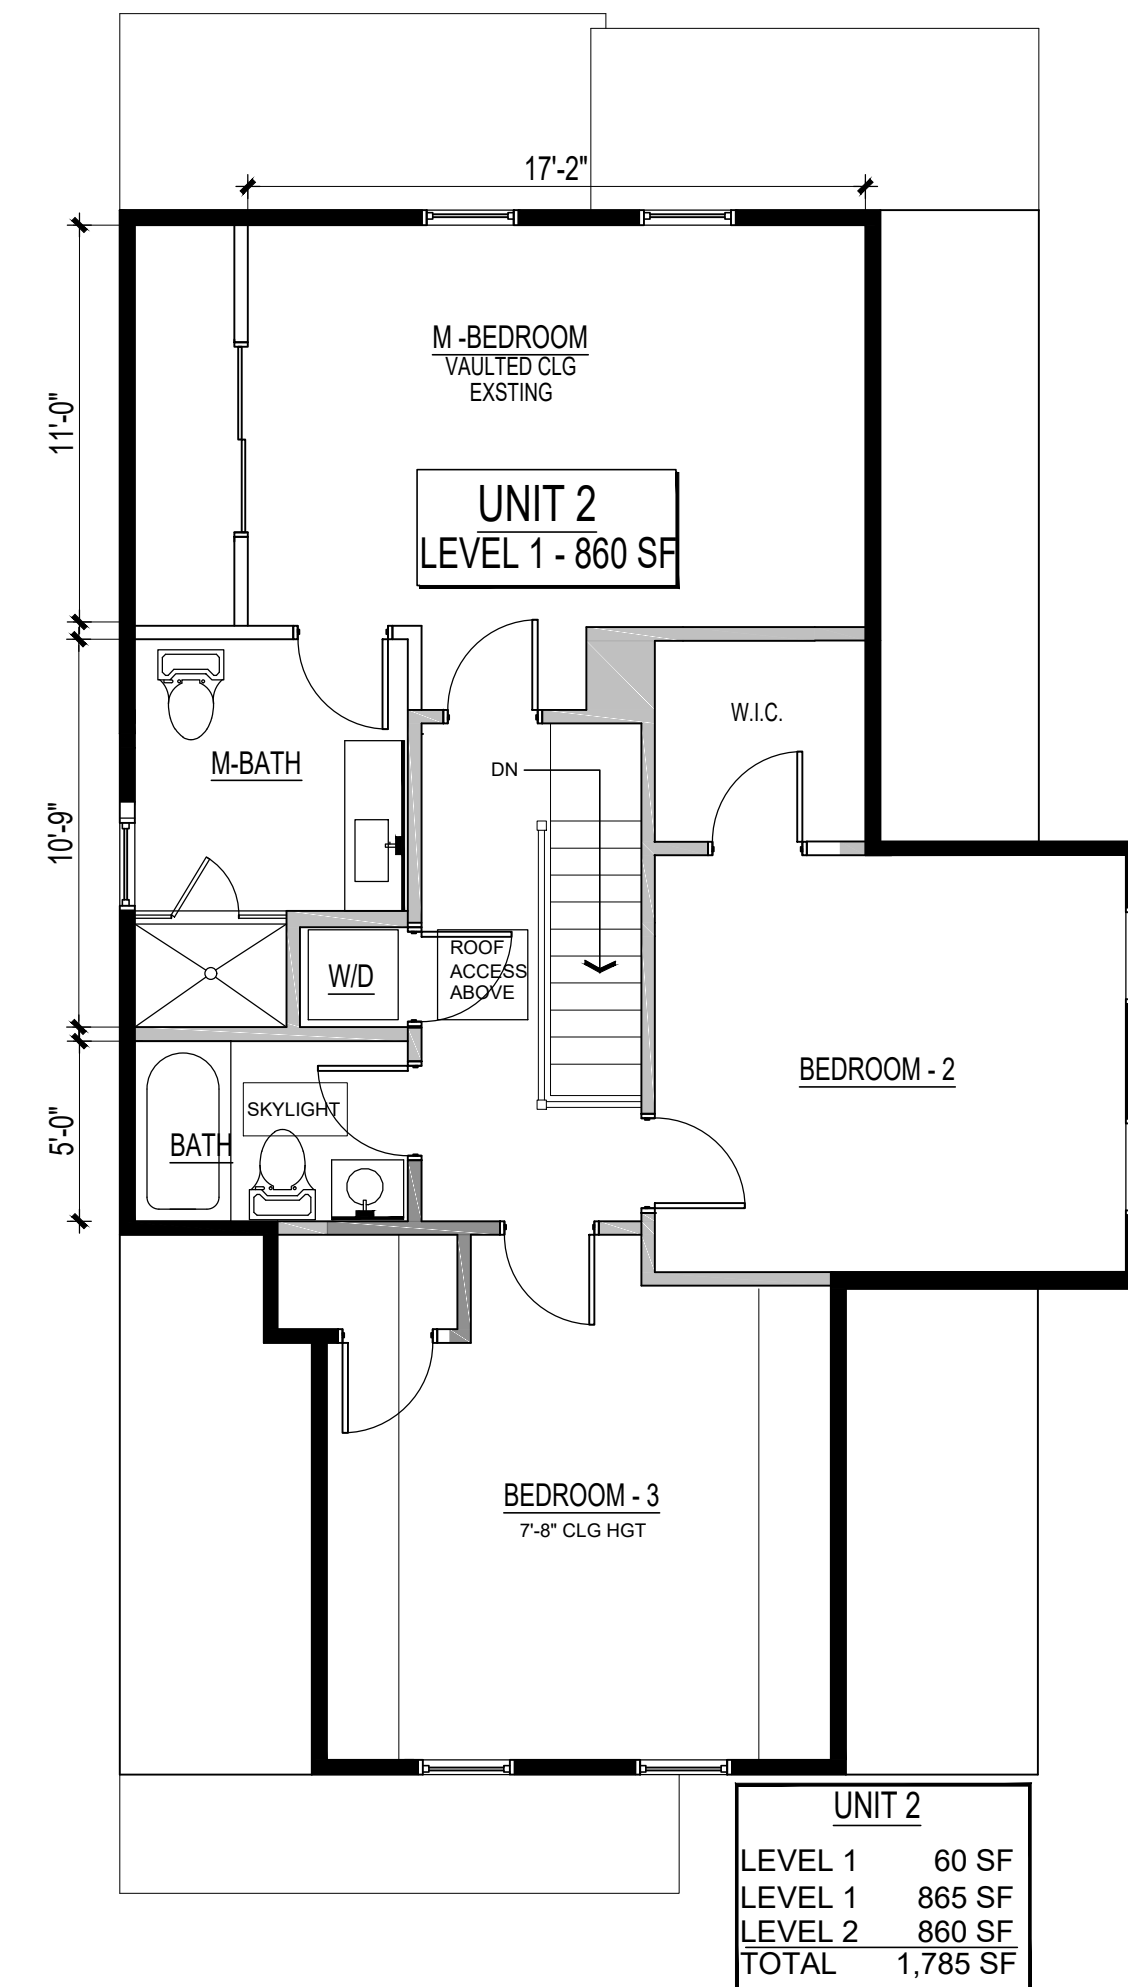 17'-2"
M -BEDROOM
VAULTED CLG
EXSTING
11'-0"
UNIT 2
LEVEL 1 - 860 SF
W.I.C.
M-BATH
DN
10'-9"
ROOF
ACCESS
ABOVE
W/D
BEDROOM - 2
SKYLIGHT
5'-0"
BATH
BEDROOM - 3
7'-8" CLG HGT
UNIT 2
LEVEL 1 60 SF
LEVEL 1 865 SF
LEVEL 2 860 SF
TOTAL 1,785 SF